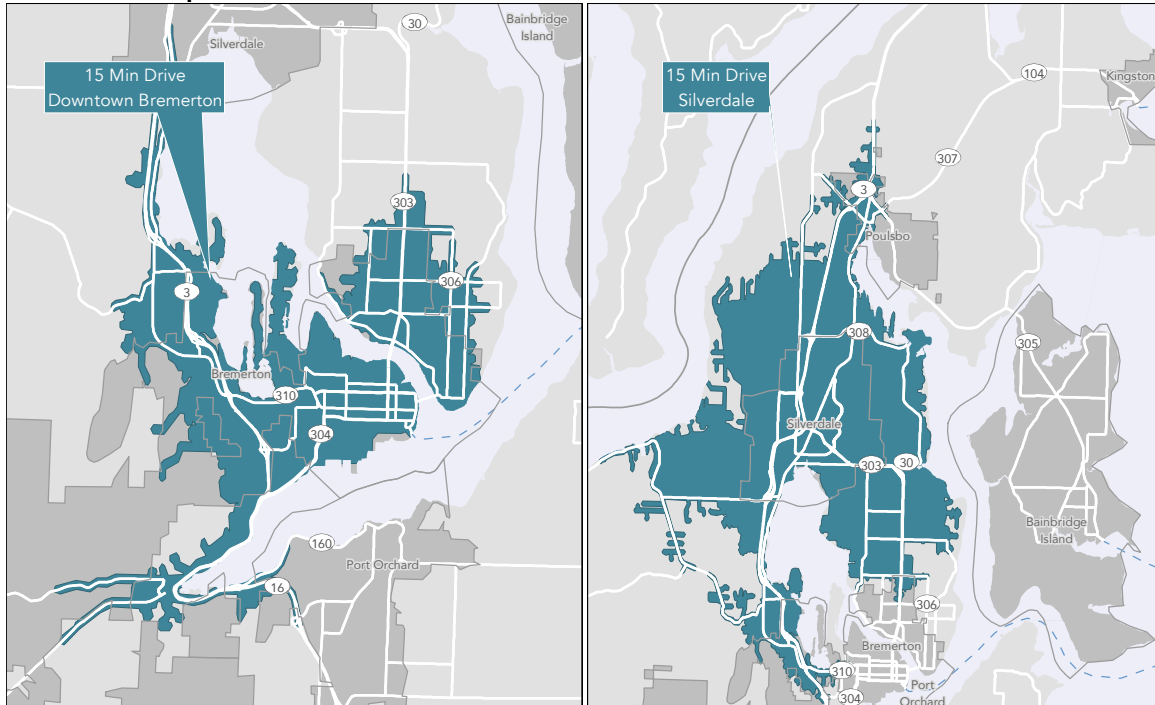 30
Bainbridge
Island
Silverdale
15 Min Drive
Downtown Bremerton
303
306
3
Bremerton
310
304
160
Port Orchard
16
15 Min Drive
Silverdale
104
Kingston
307
3
Poulsbo
308
305
Silverdale
303
30
Bainbridge
Island
306
Bremerton
310
Port
Orchard
304